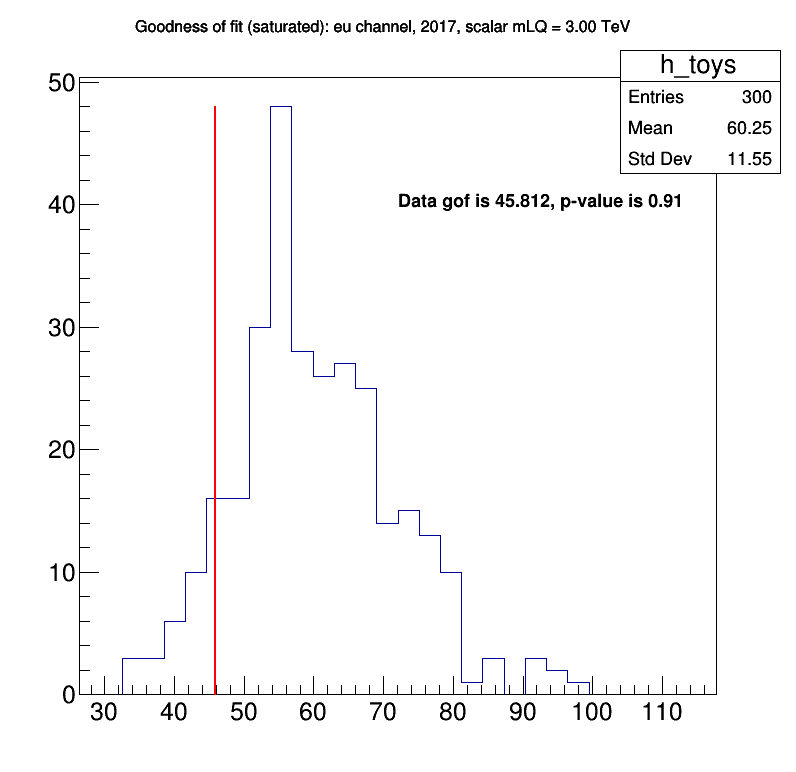 Goodness of fit (saturated): eu channel, 2017, scalar mLQ = 3.00 TeV
h_toys
Entries 300
Mean 60.25
Std Dev 11.55
Data gof is 45.812, p-value is 0.91
50
40
30
20
10
0
30 40 50 60 70 80 90 100 110